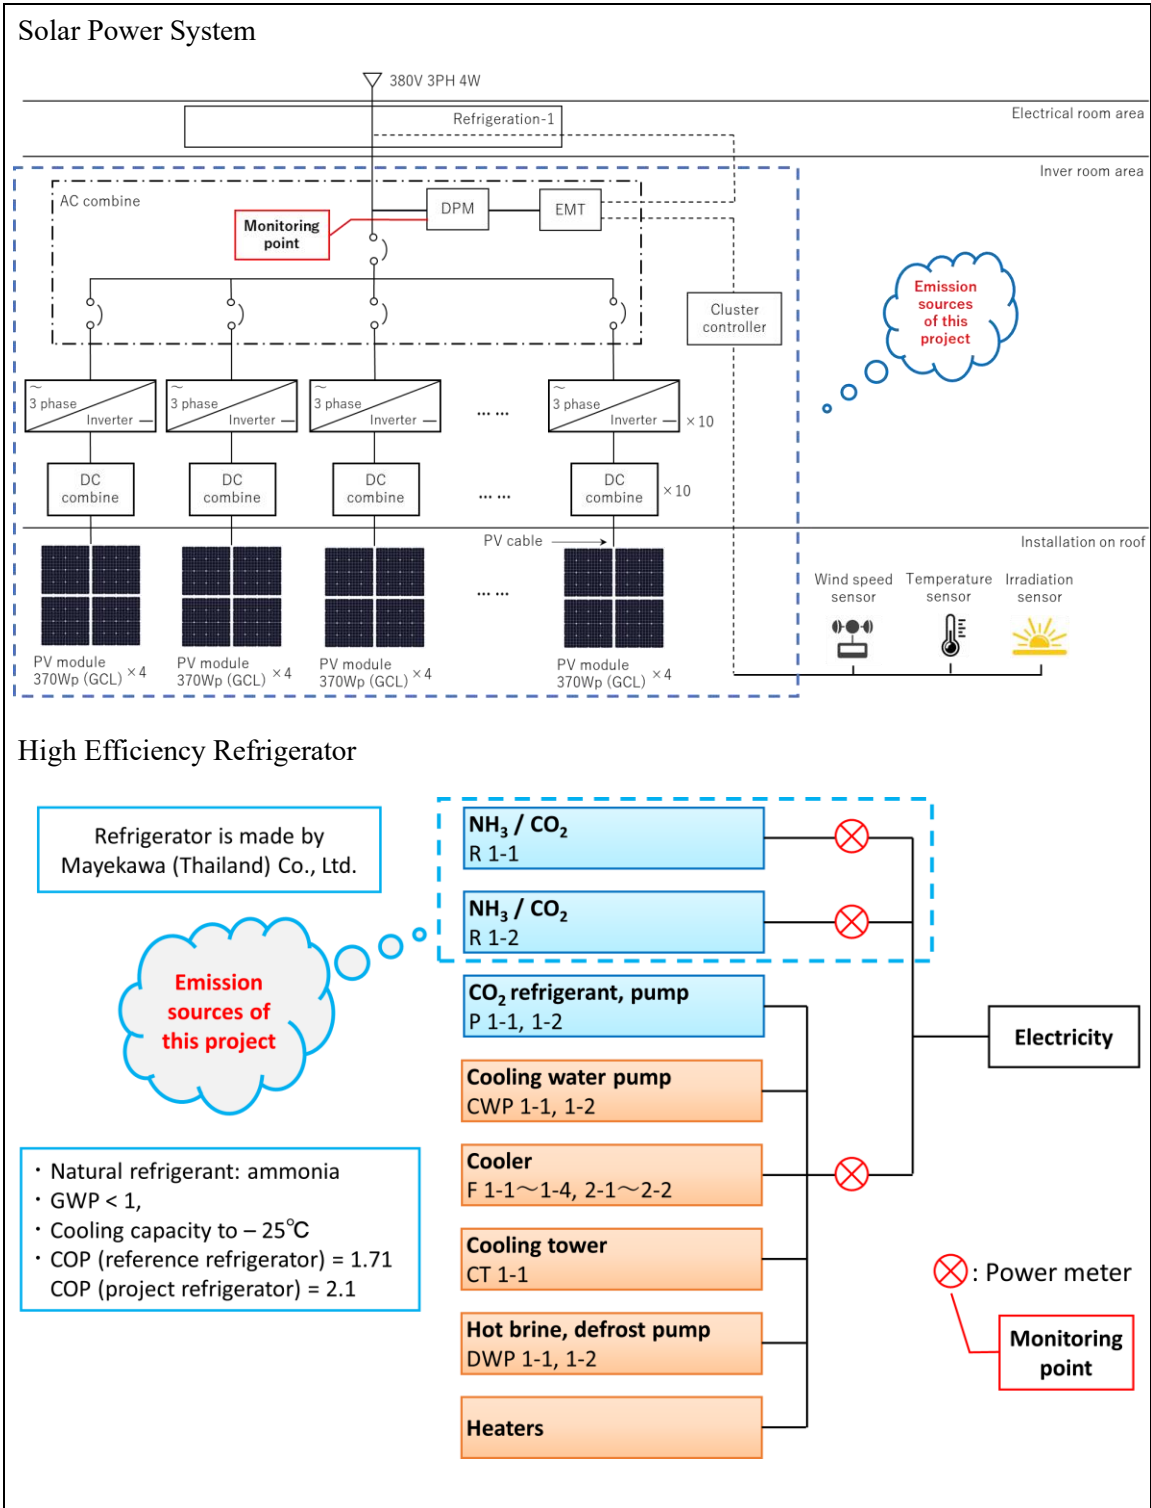 Solar Power System
380V 3PH 4W
Electrical room area
Refrigeration-1
Inver room area
AC combine
DPM
EMT
Monitoring
point
Cluster
controller
Emission
sources
of this
project
~
3 phase
Inverter —
~
3 phase
Inverter —
~
3 phase
Inverter —
... ...
~
3 phase
Inverter —
×10
DC
combine
DC
combine
DC
combine
... ...
DC
combine
×10
PV cable
Installation on roof
... ...
Wind speed
sensor
Temperature
sensor
Irradiation
sensor
PV module
370Wp (GCL) ×4
PV module
370Wp (GCL) ×4
PV module
370Wp (GCL) ×4
PV module
370Wp (GCL) ×4
High Efficiency Refrigerator
Refrigerator is made by
Mayekawa (Thailand) Co., Ltd.
NH₃ / CO₂
R 1-1
NH₃ / CO₂
R 1-2
Emission
sources of
this project
CO₂ refrigerant, pump
P 1-1, 1-2
Electricity
Cooling water pump
CWP 1-1, 1-2
Cooler
F 1-1～1-4, 2-1～2-2
・Natural refrigerant: ammonia
・GWP < 1,
・Cooling capacity to – 25℃
・COP (reference refrigerator) = 1.71
COP (project refrigerator) = 2.1
Cooling tower
CT 1-1
: Power meter
Hot brine, defrost pump
DWP 1-1, 1-2
Monitoring
point
Heaters